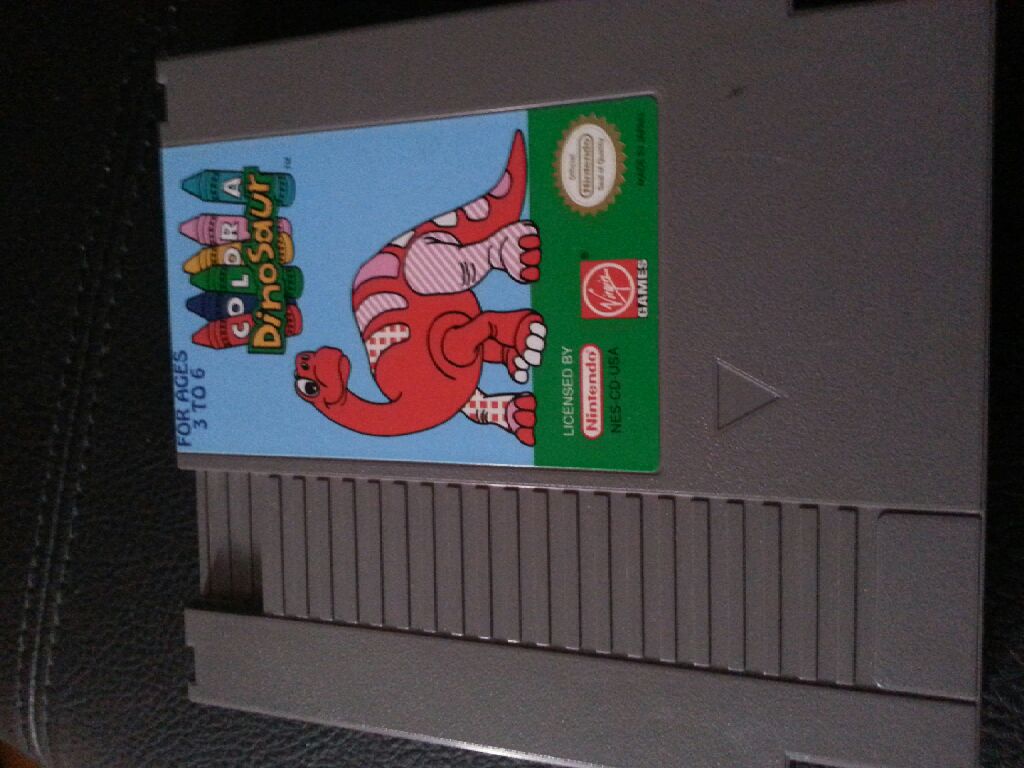 FOR AGES
3 TO 6
COLOR A
Dinosaur
TM
LICENSED BY
Nintendo
NES-CD-USA
Virgin
GAMES
®
Official
Nintendo
Seal of Quality
MADE IN JAPAN